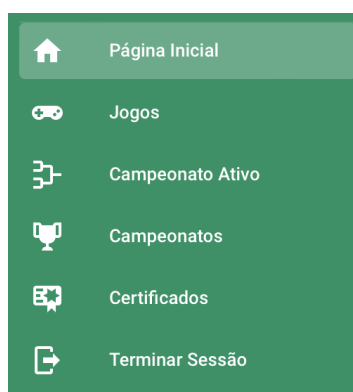 Página Inicial
Jogos
Campeonato Ativo
Campeonatos
Certificados
Terminar Sessão